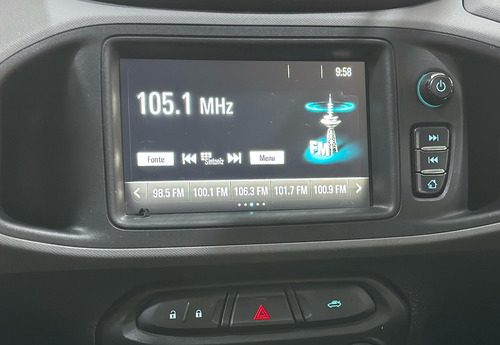 9:58
105.1 MHz
FM
Fonte Sintoniz Menu
98.5 FM 100.1 FM 106.3 FM 101.7 FM 100.9 FM